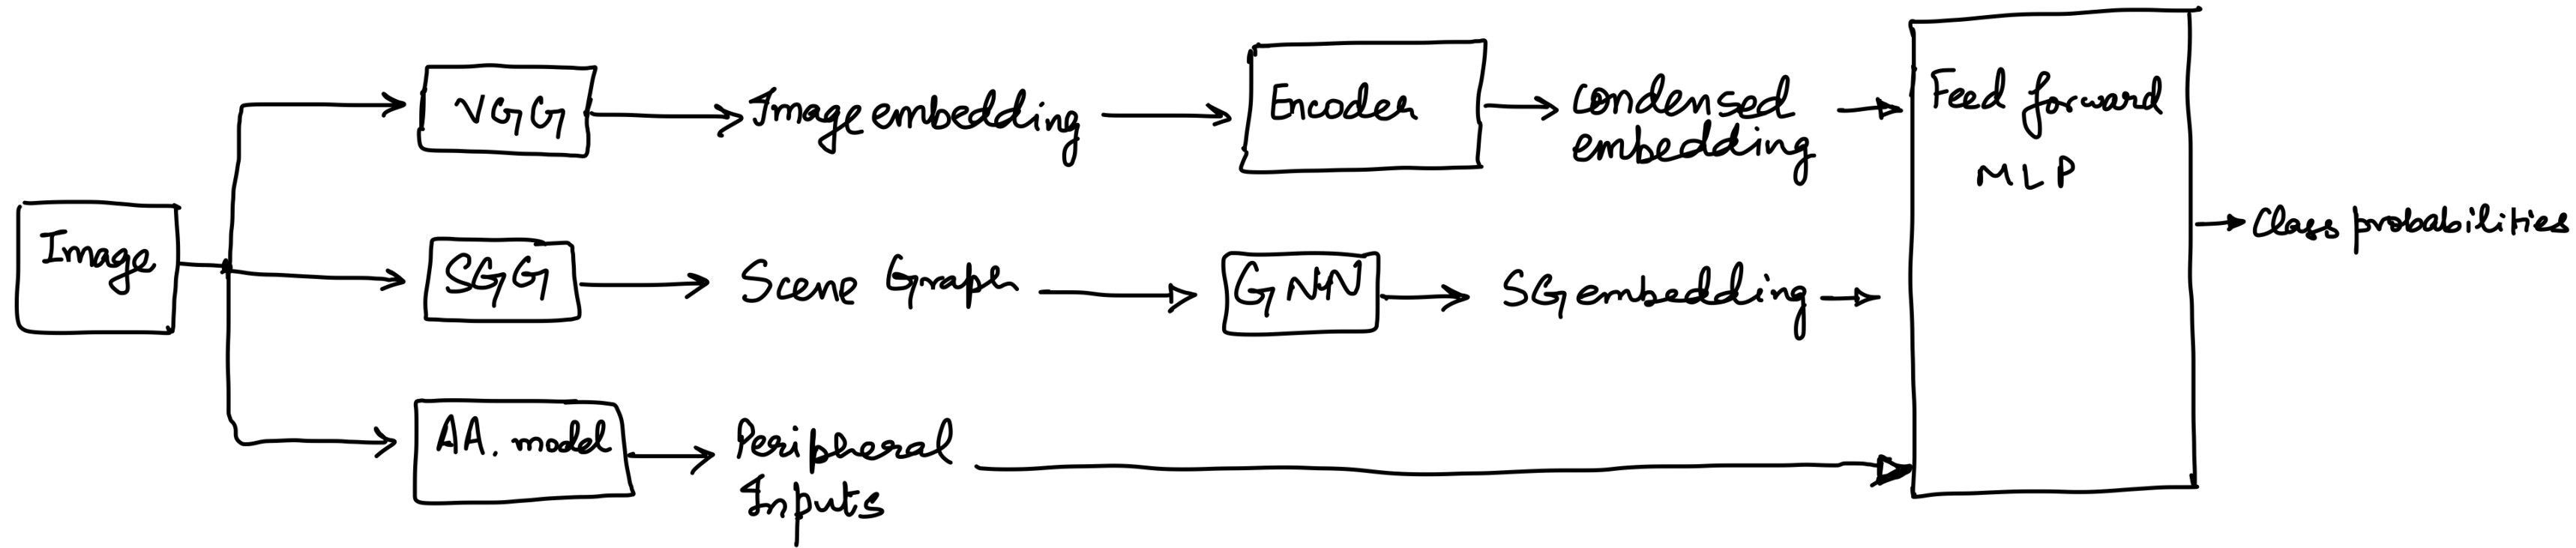 VGG
Image embedding
Encoder
condensed
embedding
Feed forward
MLP
Image
SGG
Scene Graph
GNN
SG embedding
Class probabilities
AA. model
Peripheral
Inputs